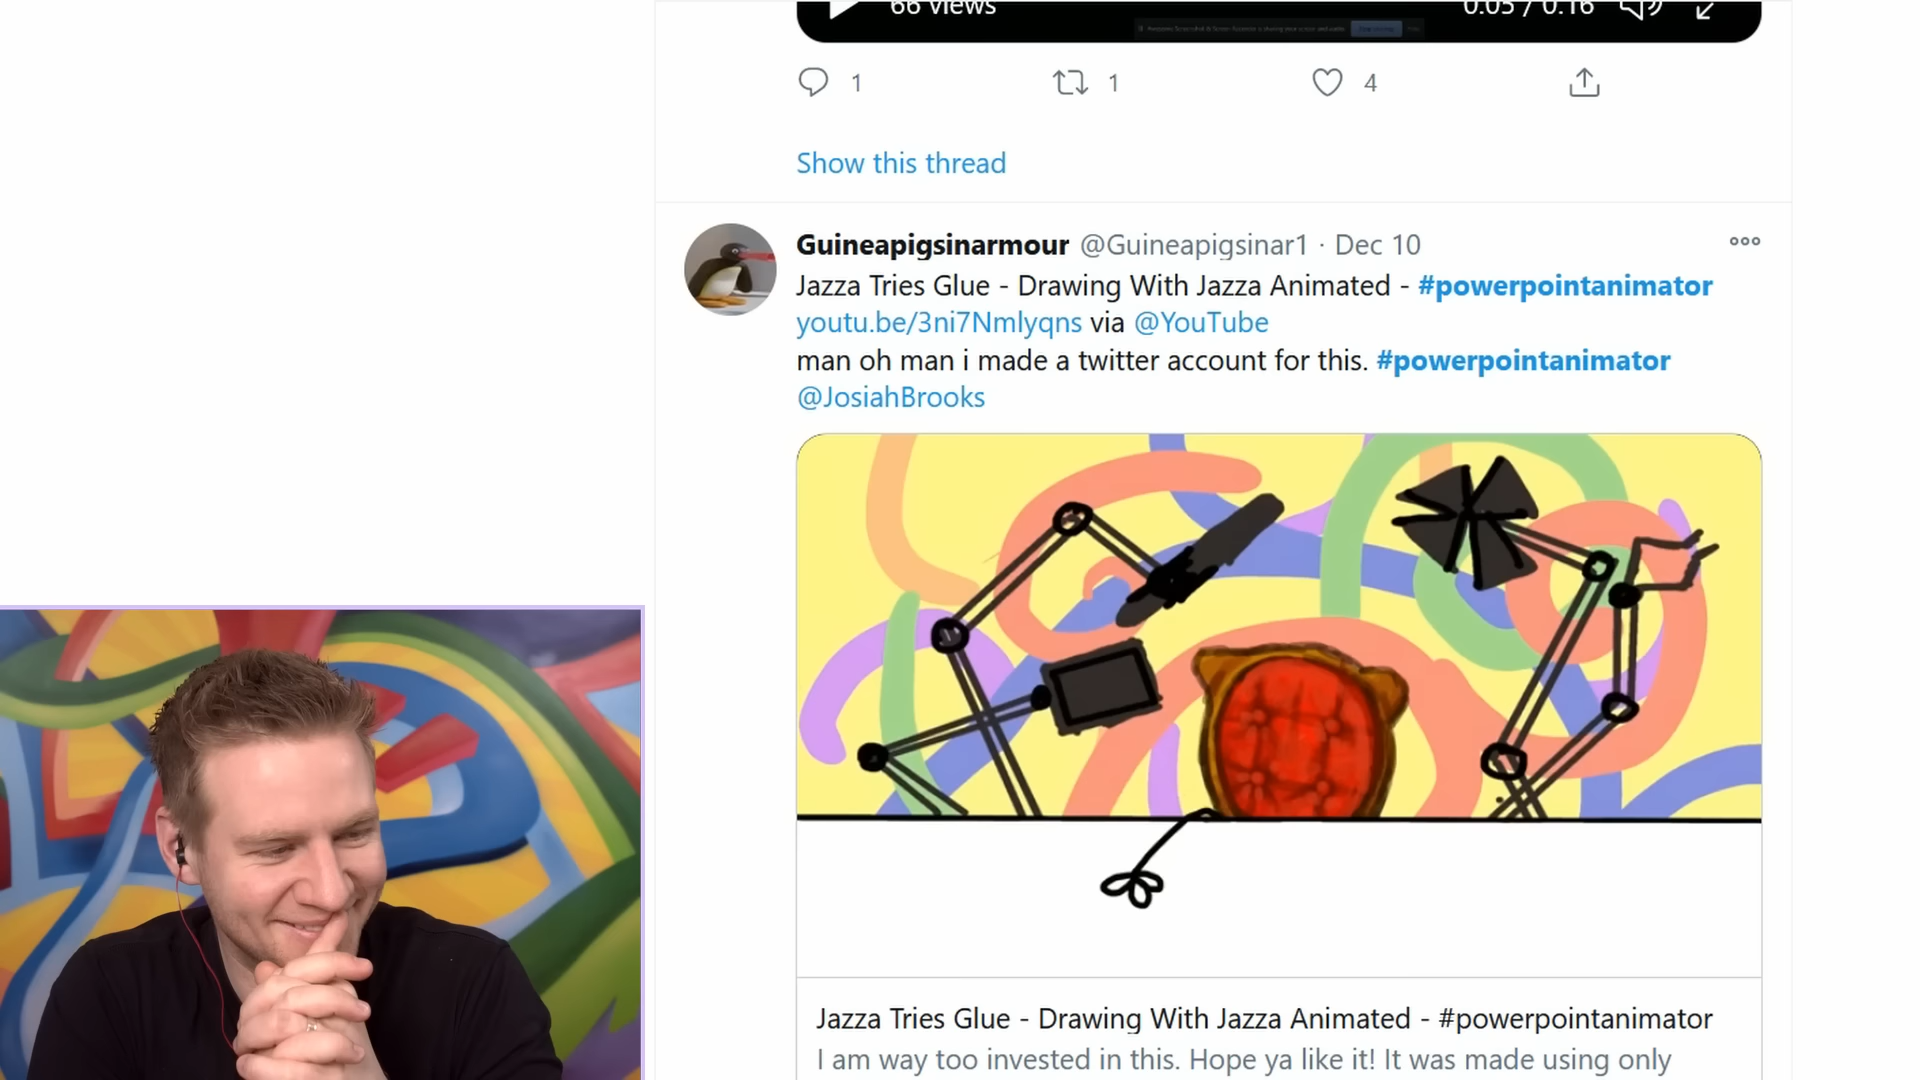 66 views
0:05 / 0:16
1
1
4
Show this thread
Guineapigsinarmour @Guineapigsinar1 · Dec 10
Jazza Tries Glue - Drawing With Jazza Animated - #powerpointanimator
youtu.be/3ni7Nmlyqns via @YouTube
man oh man i made a twitter account for this. #powerpointanimator
@JosiahBrooks
Jazza Tries Glue - Drawing With Jazza Animated - #powerpointanimator
I am way too invested in this. Hope ya like it! It was made using only